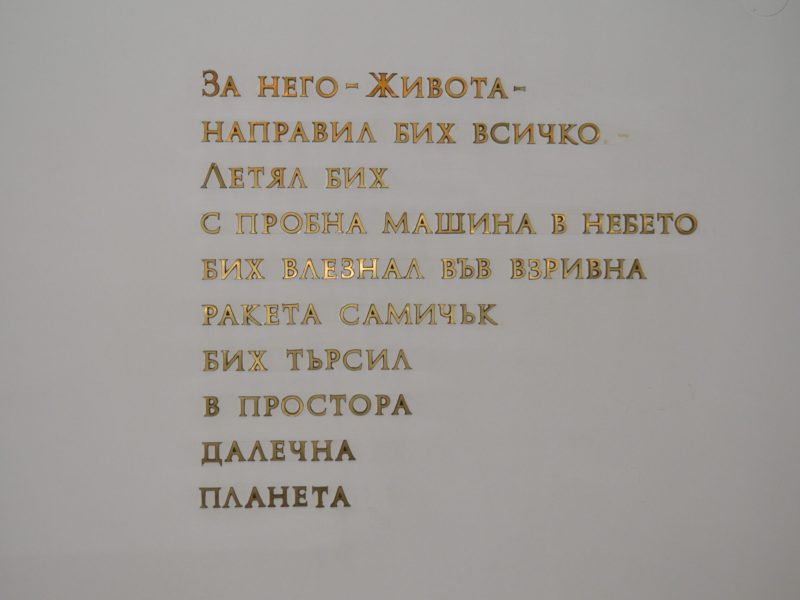 За него - Живота -
направил бих всичко. -
Летял бих
с пробна машина в небето
бих влезнал във взривна
ракета самичък
бих търсил
в простора
далечна
планета